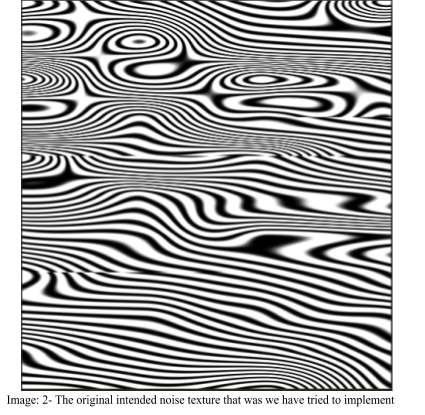 Image: 2- The original intended noise texture that was we have tried to implement